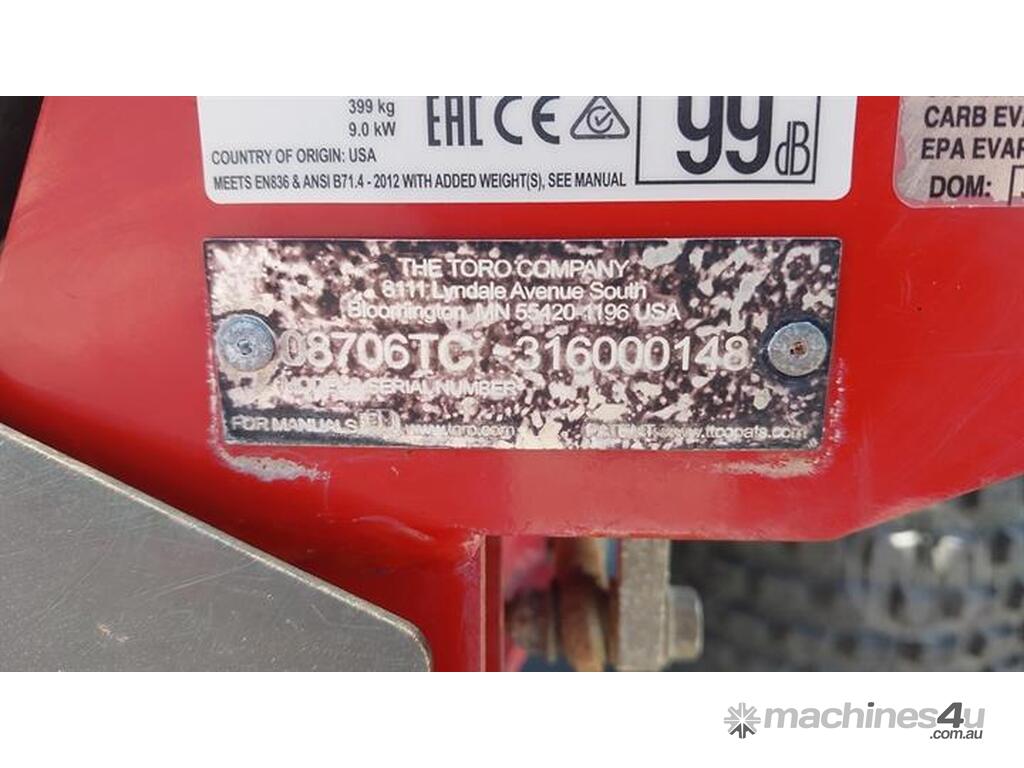 399 kg
9.0 kW
EAC CE
99 dB
COUNTRY OF ORIGIN: USA
MEETS EN836 & ANSI B71.4 - 2012 WITH ADDED WEIGHT(S), SEE MANUAL
CARB EVA
EPA EVAP
DOM:
THE TORO COMPANY
8111 Lyndale Avenue South
Bloomington, MN 55420-1196 USA
08706TC - 316000148
MODEL & SERIAL NUMBER
FOR MANUALS www.toro.com PATENT: www.ttcopats.com
machines4u
.com.au